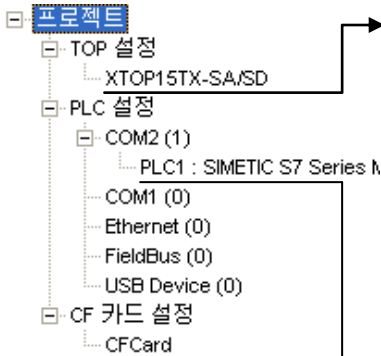 프로젝트
TOP 설정
XTOP15TX-SA/SD
PLC 설정
COM2 (1)
PLC1 : SIMETIC S7 Series M
COM1 (0)
Ethernet (0)
FieldBus (0)
USB Device (0)
CF 카드 설정
CFCard